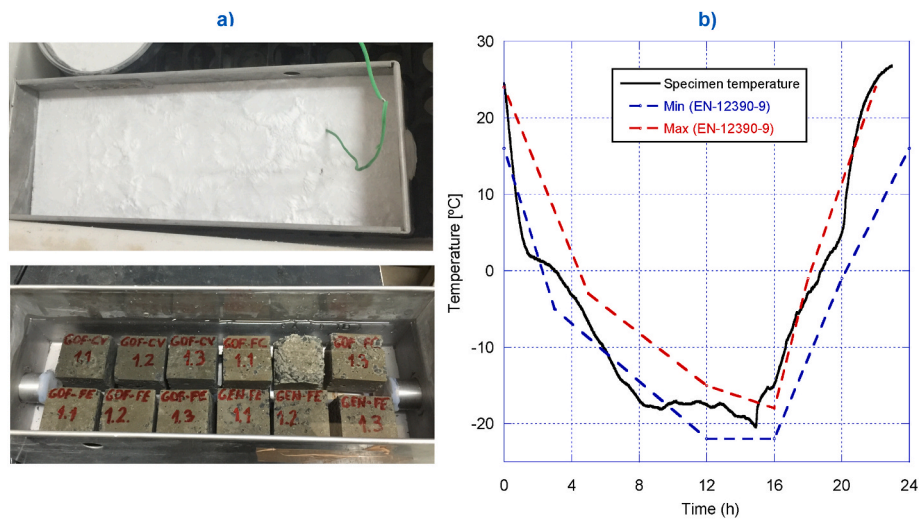 a)
b)
GOF-CV
1.1
GOF-CV
1.2
GOF-CV
1.3
GOF-FC
1.1
1.3
GOF-FE
1.1
GOF-FE
1.2
GOF-FE
1.3
GEN-FE
1.1
GEN-FE
1.2
GEN-FE
1.3
30
20
10
0
-10
-20
Temperature [ºC]
Specimen temperature
Min (EN-12390-9)
Max (EN-12390-9)
0
4
8
12
16
20
24
Time (h)